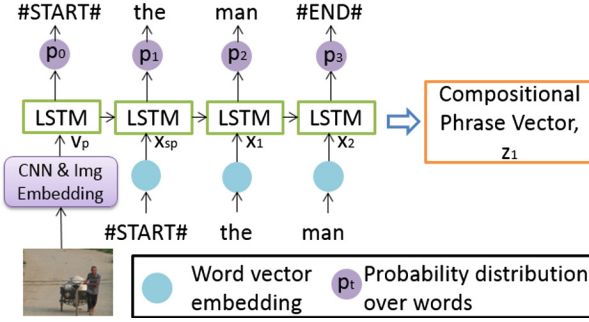 #START# the man #END#
p0 p1 p2 p3
LSTM LSTM LSTM LSTM
vp xsp x1 x2
Compositional
Phrase Vector,
z1
CNN & Img
Embedding
#START# the man
Word vector
embedding
pt Probability distribution
over words